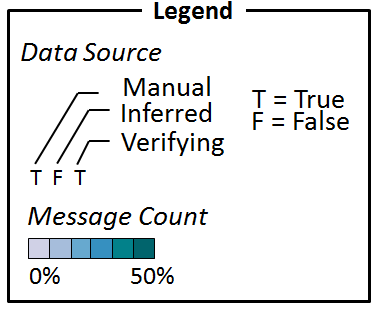 Legend
Data Source
Manual
Inferred
Verifying
T = True
F = False
T F T
Message Count
0% 50%